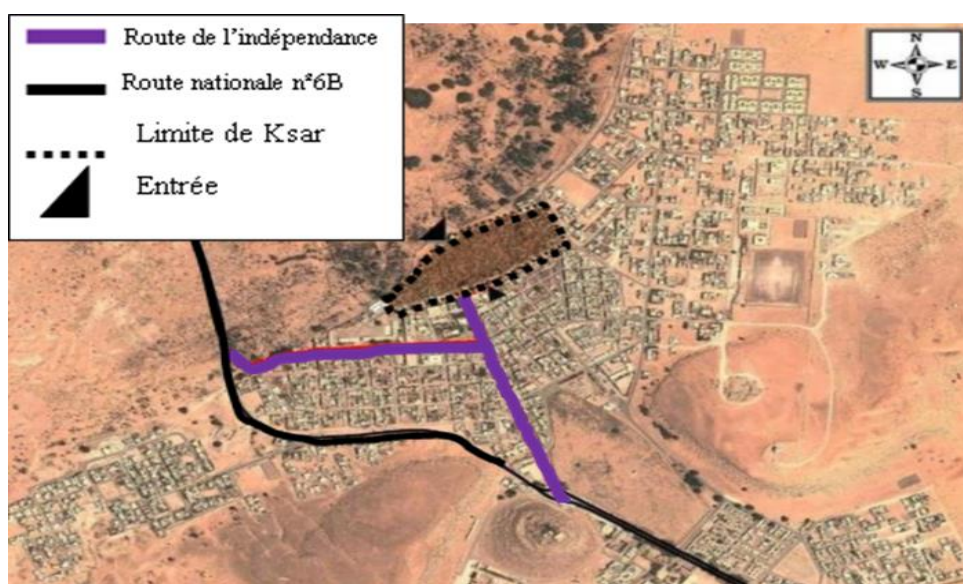 Route de l'indépendance
Route nationale n°6B
Limite de Ksar
Entrée
N
W E
S